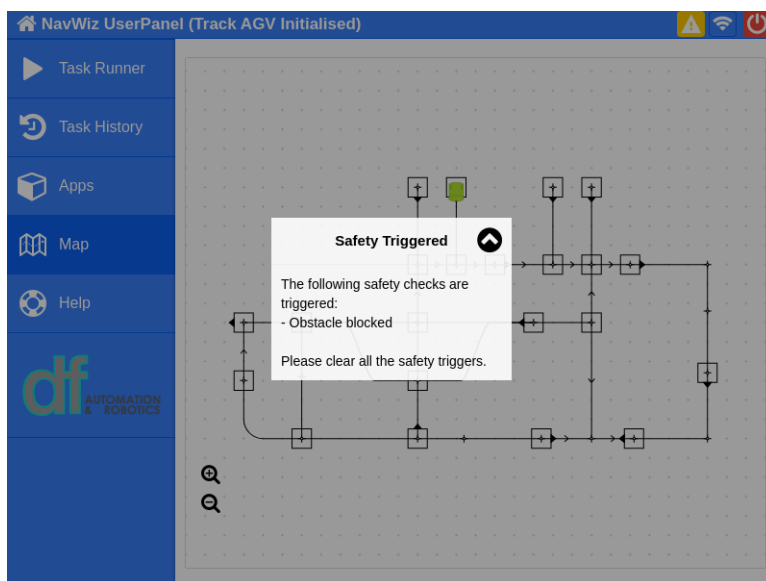 NavWiz UserPanel (Track AGV Initialised)
Task Runner
Task History
Apps
Map
Help
df
AUTOMATION
& ROBOTICS
Safety Triggered
The following safety checks are
triggered:
- Obstacle blocked
Please clear all the safety triggers.